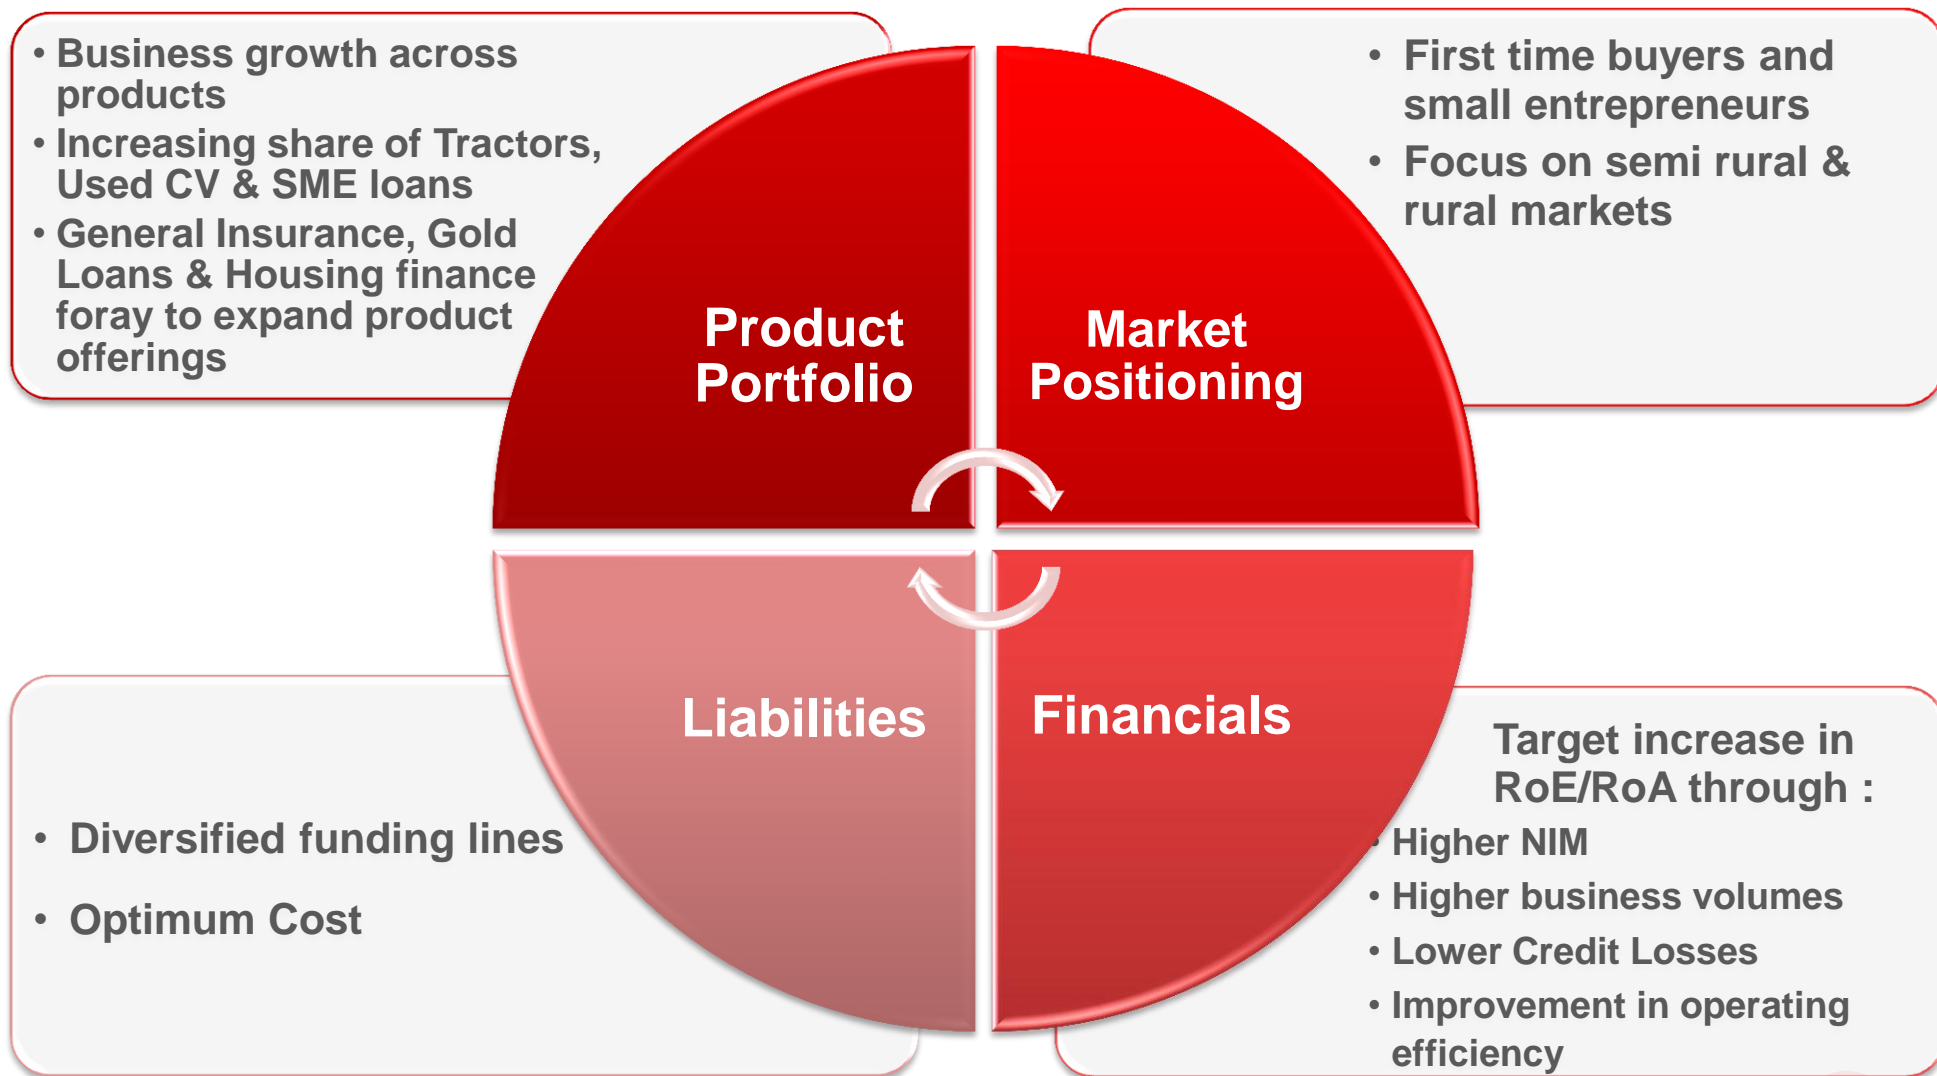 • Business growth across
products
• Increasing share of Tractors,
Used CV & SME loans
• General Insurance, Gold
Loans & Housing finance
foray to expand product
offerings
Product
Portfolio
Market
Positioning
• First time buyers and
small entrepreneurs
• Focus on semi rural &
rural markets
Liabilities
• Diversified funding lines
• Optimum Cost
Financials
Target increase in
RoE/RoA through :
• Higher NIM
• Higher business volumes
• Lower Credit Losses
• Improvement in operating
efficiency